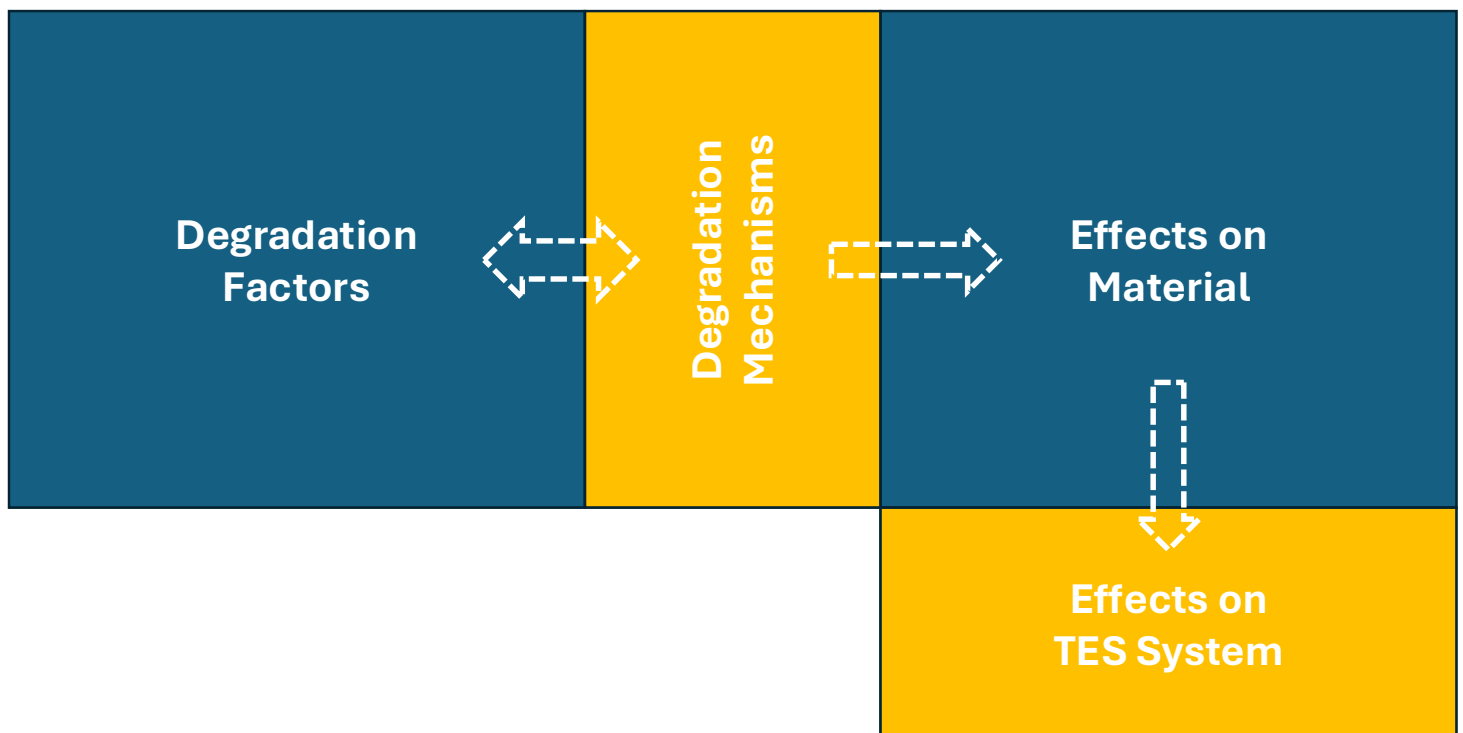 Degradation
Factors
Degradation
Mechanisms
Effects on
Material
Effects on
TES System